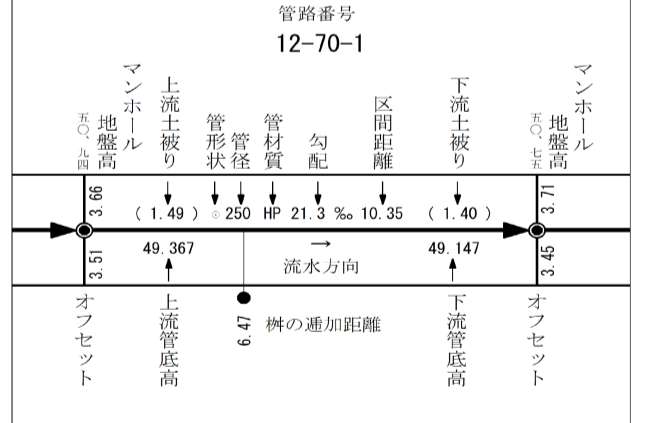 管路番号
12-70-1
マンホール
地盤高
五〇、九四
上流土被り
管形状
管径
管材質
勾配
区間距離
下流土被り
マンホール
地盤高
五〇、七五
3.66
( 1.49 ) ◎ 250 HP 21.3 ‰ 10.35 ( 1.40 )
3.71
3.51
49.367
→
流水方向
49.147
3.45
オフセット
上流管底高
6.47
桝の逓加距離
下流管底高
オフセット